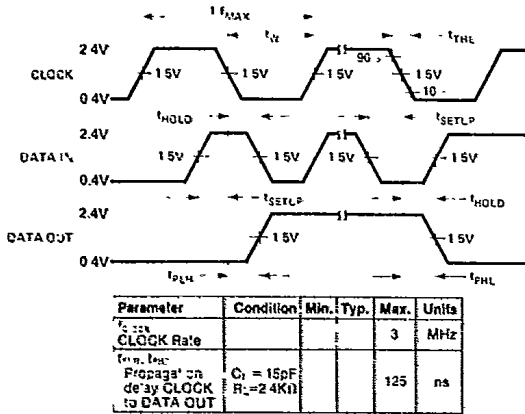 1 fMAX
tW
tTHL
2.4V
90
CLOCK
1.5V
1.5V
1.5V
1.5V
10
0.4V
tHOLD
tSETUP
2.4V
DATA IN
1.5V
1.5V
1.5V
1.5V
0.4V
tSETUP
tHOLD
2.4V
DATA OUT
1.5V
1.5V
0.4V
tPLH
tPHL
Parameter Condition Min. Typ. Max. Units
CLOCK Rate 3 MHz
Propagation
delay CLOCK
to DATA OUT
CL = 15pF
RL=2.4KΩ
125 ns